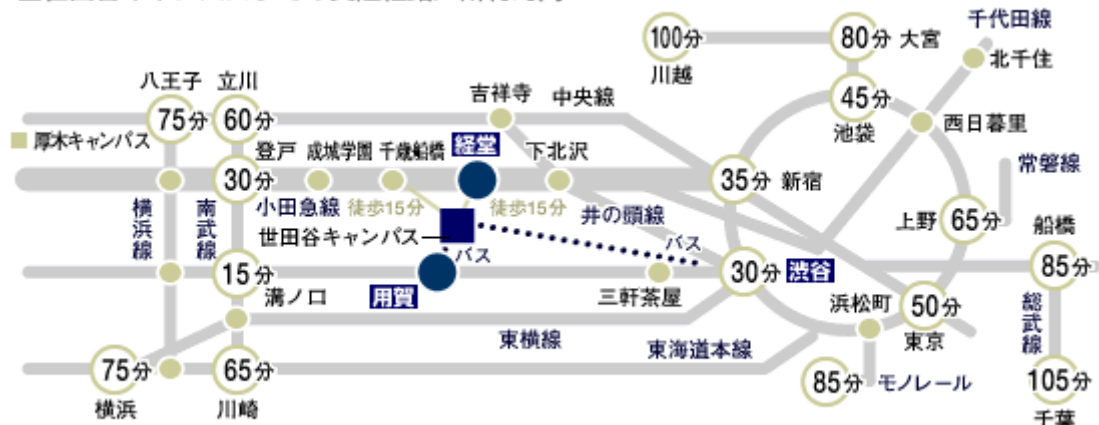 千代田線
100分
80分 大宮
北千住
川越
八王子 立川
吉祥寺 中央線
45分
池袋
75分 60分
西日暮里
厚木キャンパス
登戸 成城学園 千歳船橋 経堂 下北沢
常磐線
30分
35分 新宿
横浜線
南武線
小田急線 徒歩15分 徒歩15分
井の頭線
上野 65分
船橋
世田谷キャンパス
バス
バス
15分
30分 渋谷
85分
溝ノ口
用賀
三軒茶屋
浜松町
50分
東京
総武線
東横線
東海道本線
75分 65分
85分 モノレール
105分
横浜
川崎
千葉